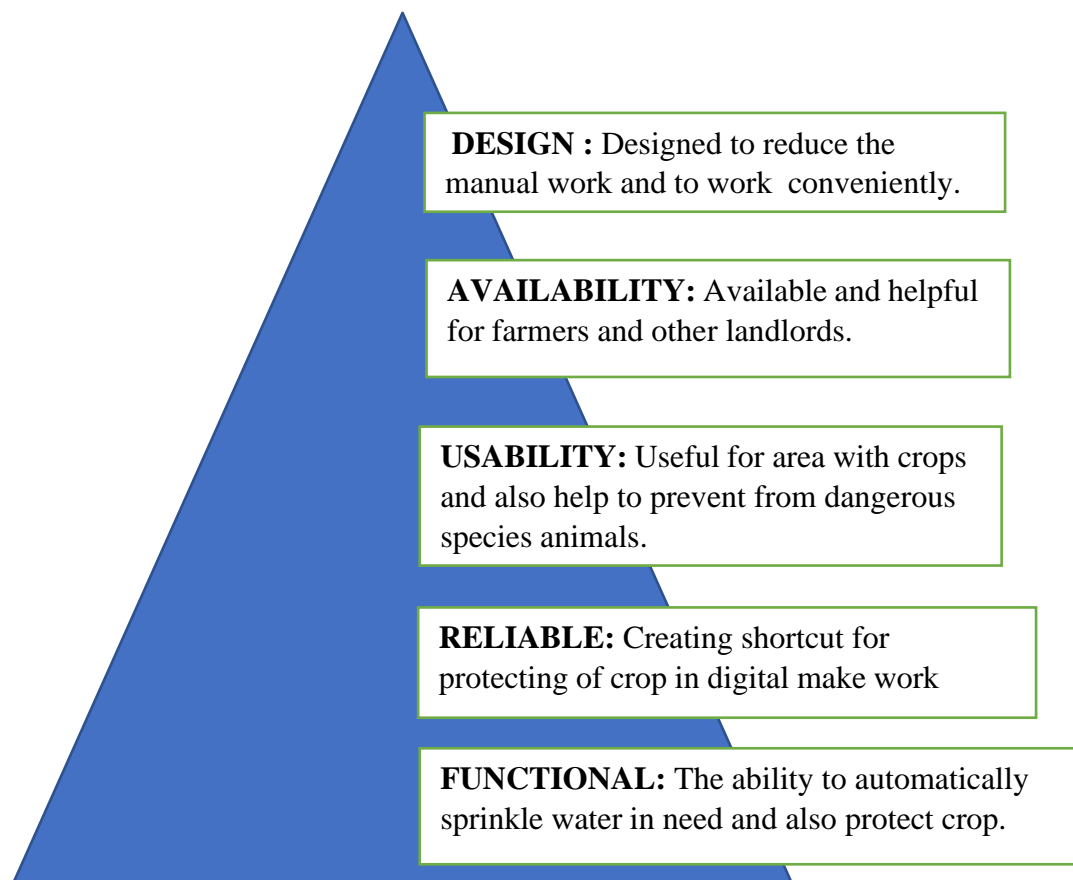 DESIGN : Designed to reduce the
manual work and to work conveniently.
AVAILABILITY: Available and helpful
for farmers and other landlords.
USABILITY: Useful for area with crops
and also help to prevent from dangerous
species animals.
RELIABLE: Creating shortcut for
protecting of crop in digital make work
FUNCTIONAL: The ability to automatically
sprinkle water in need and also protect crop.